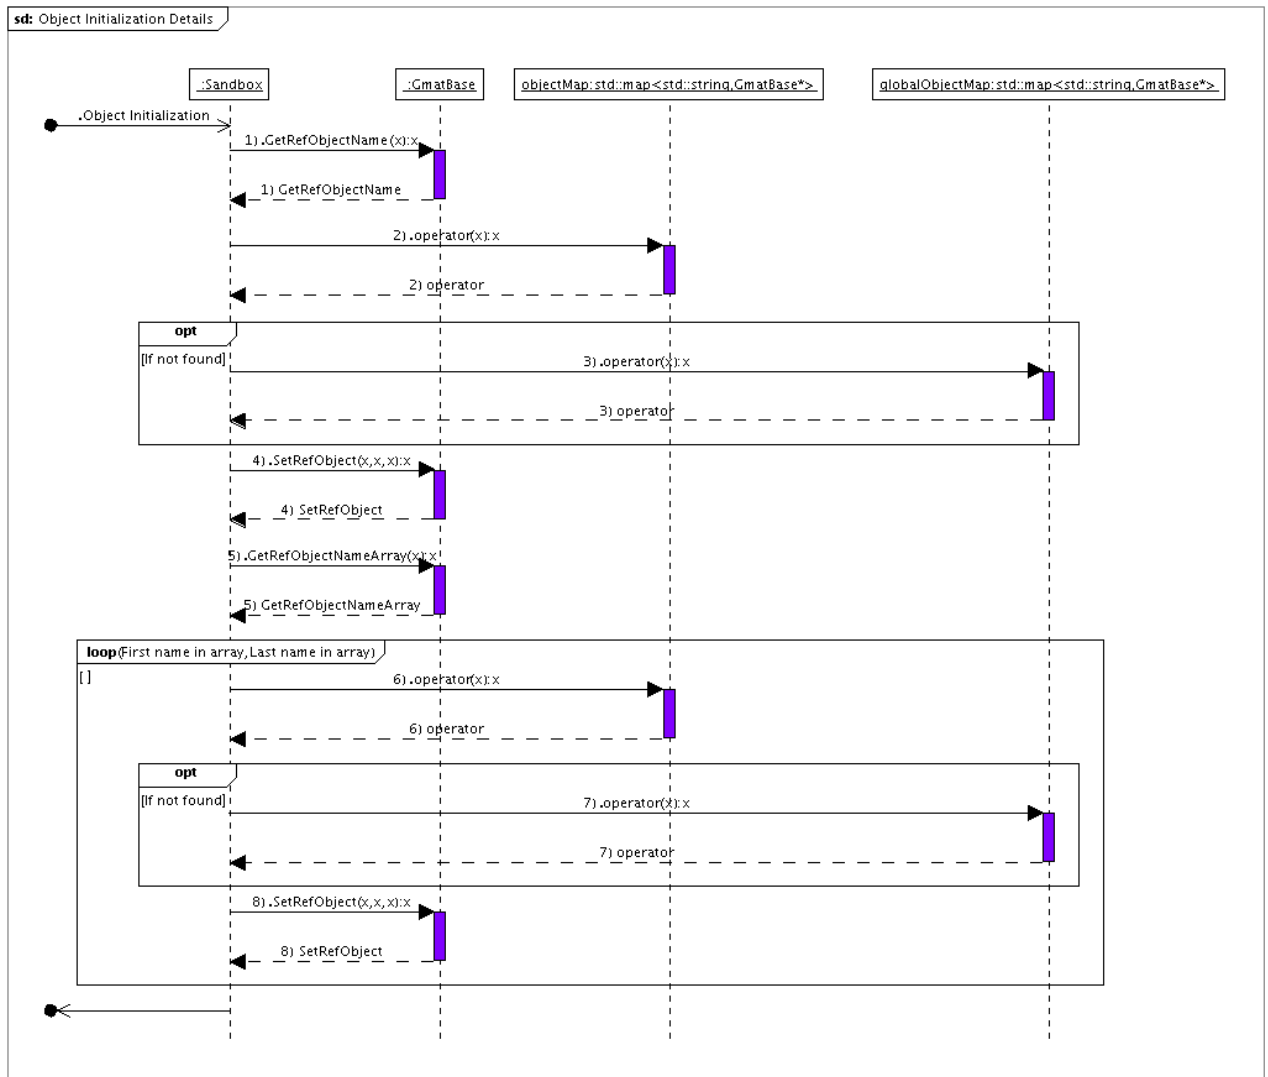 sd: Object Initialization Details
:Sandbox
:GmatBase
objectMap:std::map<std::string,GmatBase*>
globalObjectMap:std::map<std::string,GmatBase*>
.Object Initialization
1).GetRefObjectName(x):x
1) GetRefObjectName
2).operator(x):x
2) operator
opt
[If not found]
3).operator(x):x
3) operator
4).SetRefObject(x,x,x):x
4) SetRefObject
5).GetRefObjectNameArray(x):x
5) GetRefObjectNameArray
loop(First name in array,Last name in array)
[ ]
6).operator(x):x
6) operator
opt
[If not found]
7).operator(x):x
7) operator
8).SetRefObject(x,x,x):x
8) SetRefObject